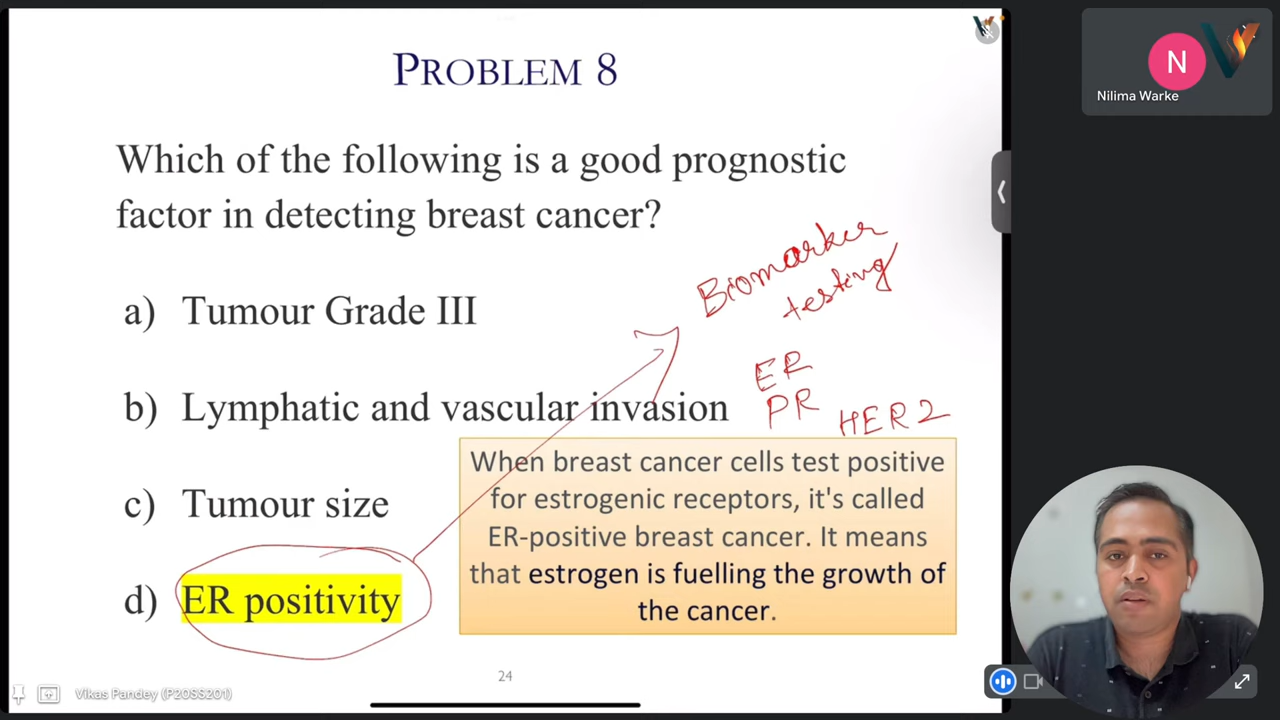 PROBLEM 8
Which of the following is a good prognostic
factor in detecting breast cancer?
a) Tumour Grade III
b) Lymphatic and vascular invasion
c) Tumour size
d) ER positivity
Biomarker
testing
ER
PR
HER2
When breast cancer cells test positive
for estrogenic receptors, it's called
ER-positive breast cancer. It means
that estrogen is fuelling the growth of
the cancer.
24
Vikas Pandey (P20SS201)
N
Nilima Warke